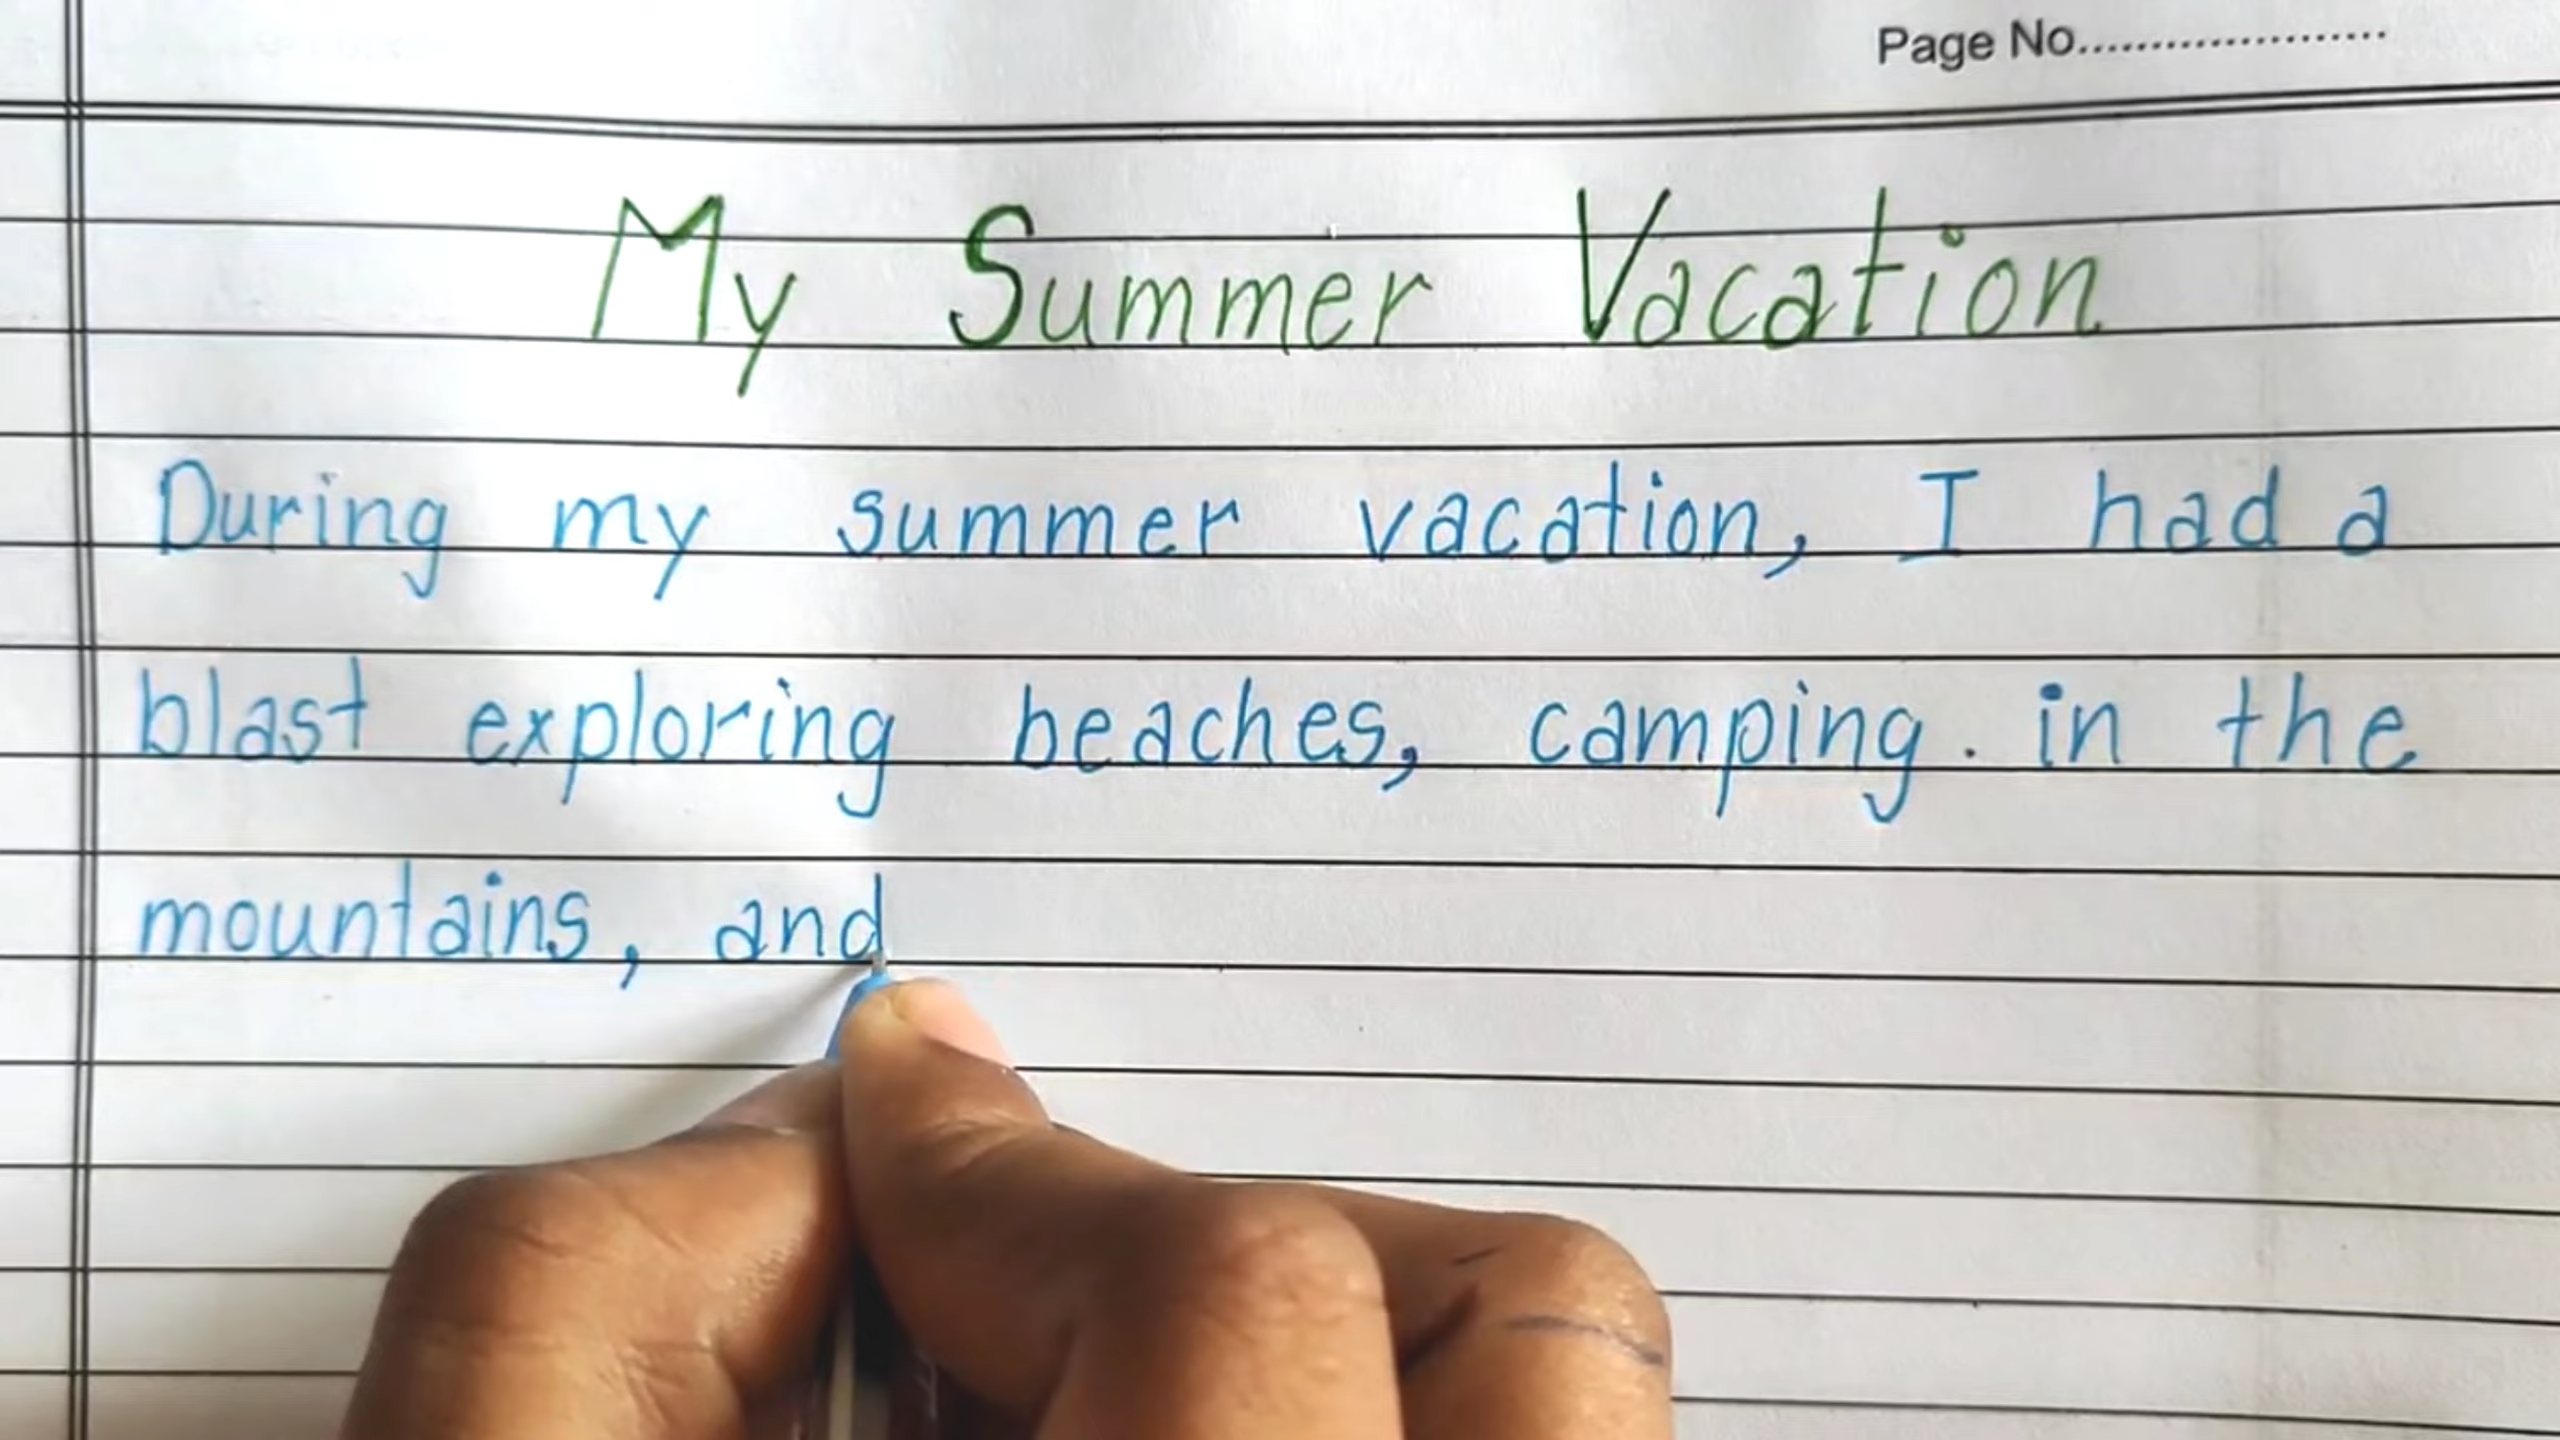 Page No.....................
My Summer Vacation
During my summer vacation, I had a
blast exploring beaches, camping. in the
mountains, and